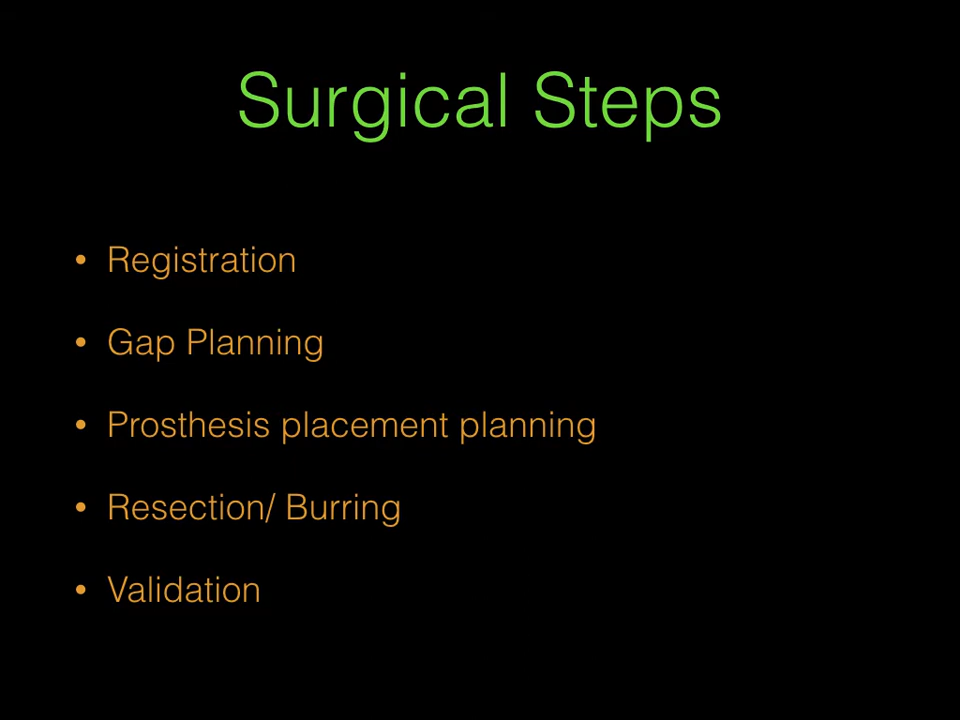 Surgical Steps
• Registration
• Gap Planning
• Prosthesis placement planning
• Resection/ Burring
• Validation